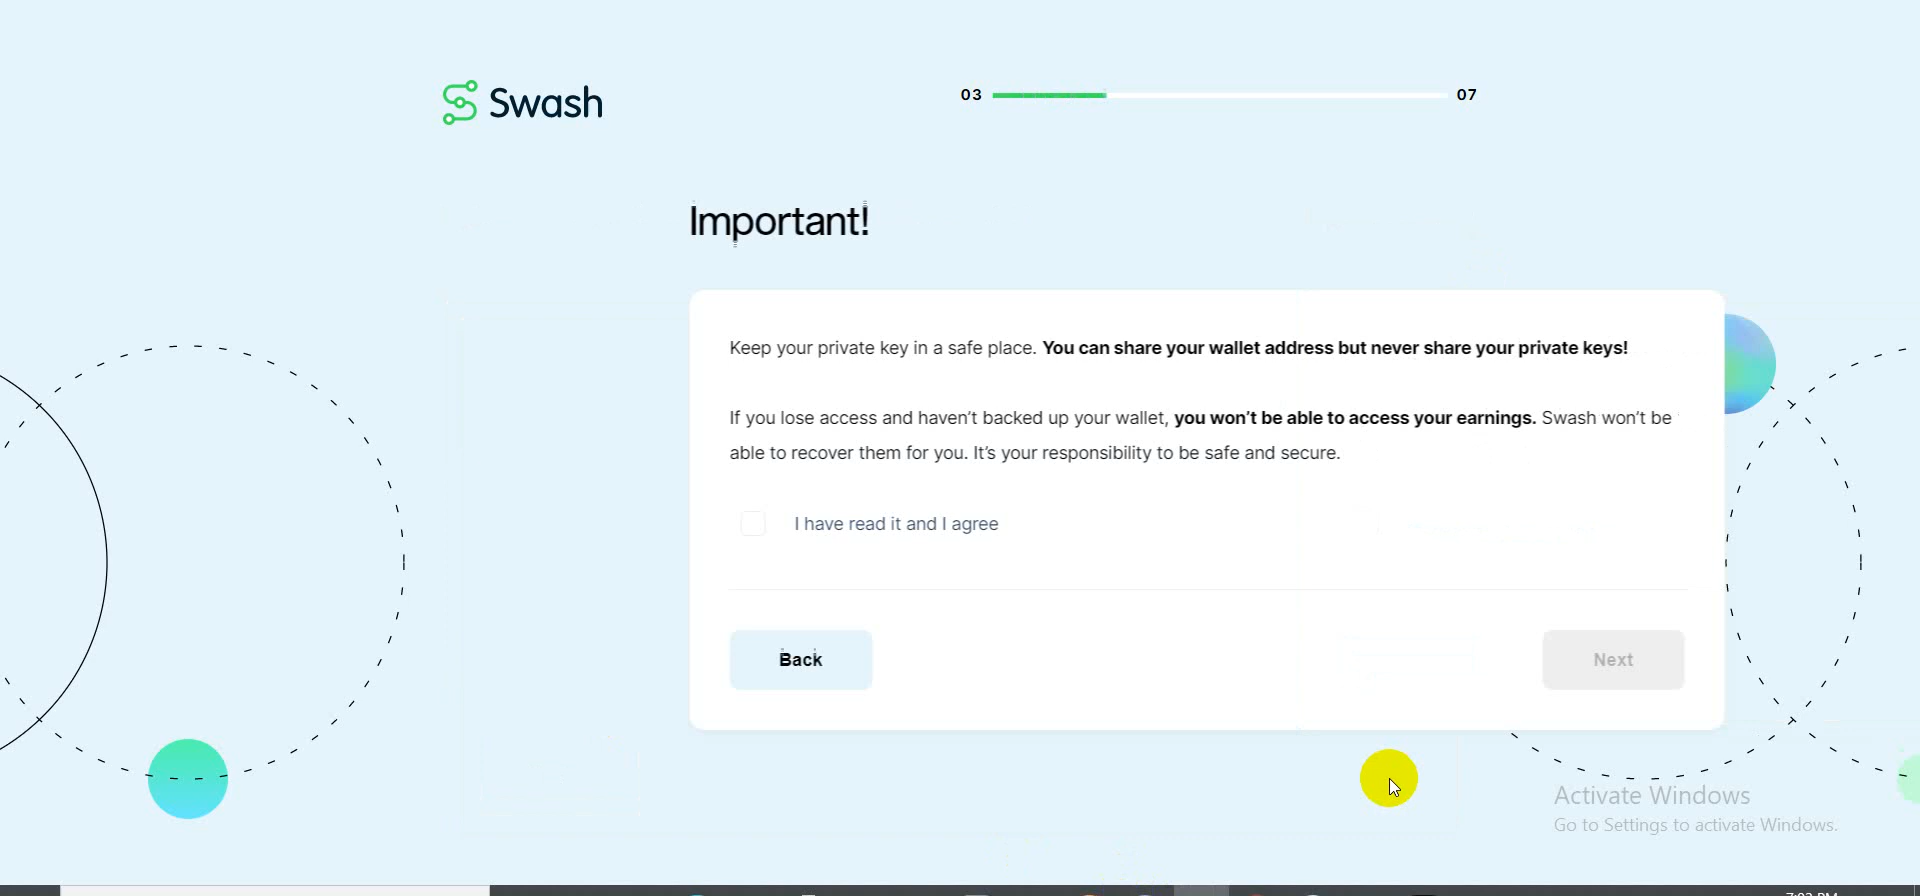 Swash
03 07
Important!
Keep your private key in a safe place. You can share your wallet address but never share your private keys!
If you lose access and haven’t backed up your wallet, you won’t be able to access your earnings. Swash won’t be
able to recover them for you. It’s your responsibility to be safe and secure.
I have read it and I agree
Back Next
Activate Windows
Go to Settings to activate Windows.